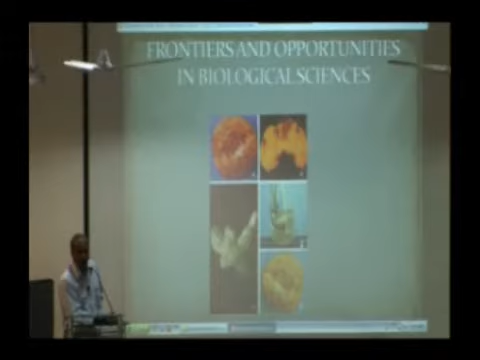 FRONTIERS AND OPPORTUNITIES
IN BIOLOGICAL SCIENCES